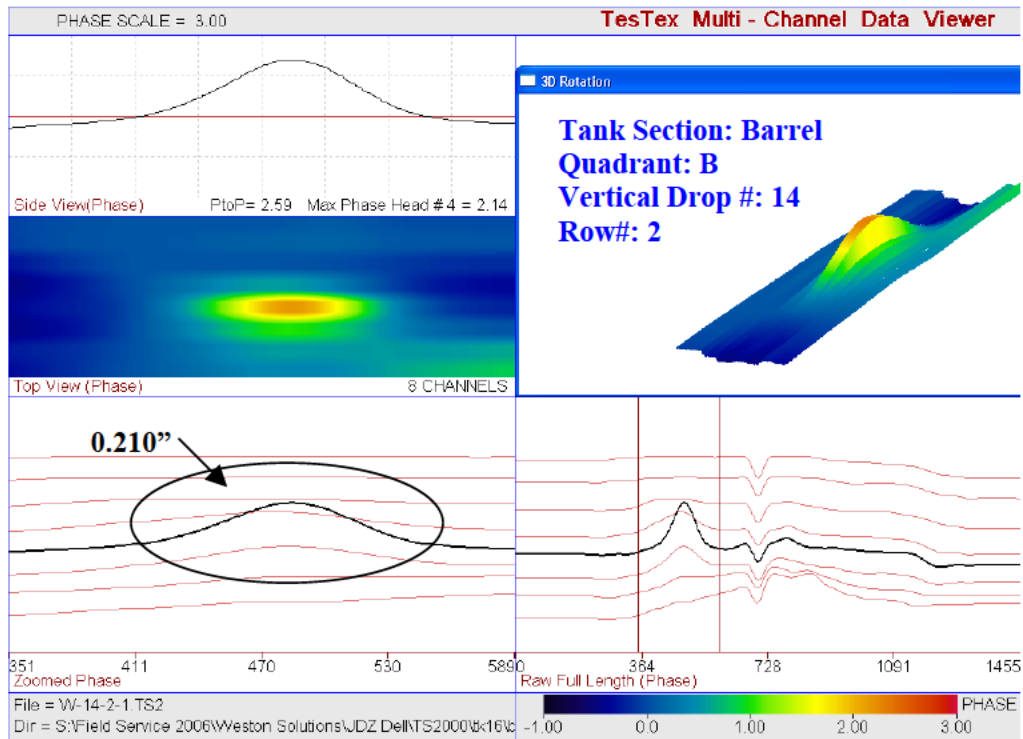 PHASE SCALE = 3.00
TesTex Multi - Channel Data Viewer
3D Rotation
Tank Section: Barrel
Quadrant: B
Vertical Drop #: 14
Row#: 2
Side View(Phase) PtoP= 2.59 Max Phase Head #4 = 2.14
Top View (Phase) 8 CHANNELS
0.210”
351 411 470 530 589
Zoomed Phase
0 364 728 1091 1455
Raw Full Length (Phase)
File = W-14-2-1.TS2
Dir = S:\Field Service 2006\Weston Solutions\JDZ Dell\TS2000\tk16\b
PHASE
-1.00 0.0 1.00 2.00 3.00